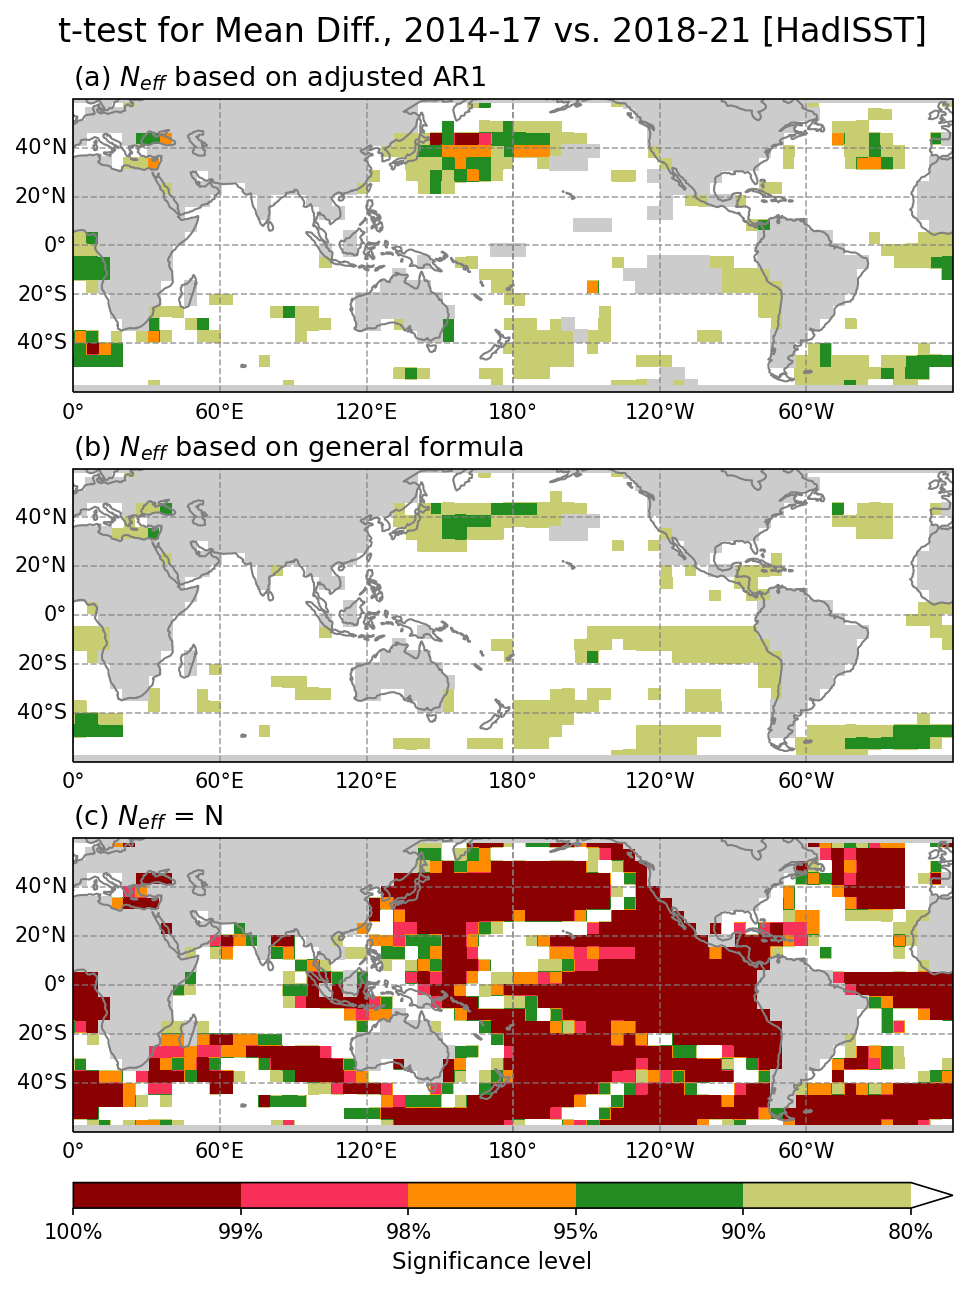 t-test for Mean Diff., 2014-17 vs. 2018-21 [HadISST]
(a) Neff based on adjusted AR1
40°N
20°N
0°
20°S
40°S
0° 60°E 120°E 180° 120°W 60°W
(b) Neff based on general formula
40°N
20°N
0°
20°S
40°S
0° 60°E 120°E 180° 120°W 60°W
(c) Neff = N
40°N
20°N
0°
20°S
40°S
0° 60°E 120°E 180° 120°W 60°W
100% 99% 98% 95% 90% 80%
Significance level